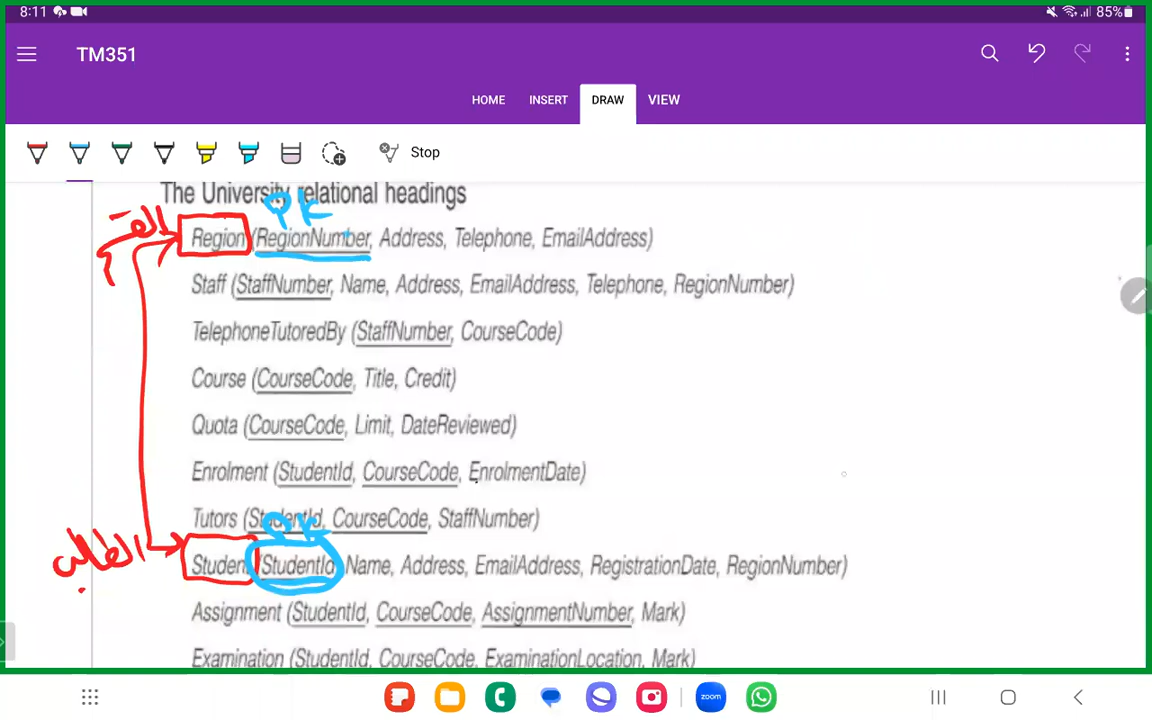 8:11 85%
TM351
HOME INSERT DRAW VIEW
Stop
The University relational headings
PK
Region (RegionNumber, Address, Telephone, EmailAddress)
Staff (StaffNumber, Name, Address, EmailAddress, Telephone, RegionNumber)
TelephoneTutoredBy (StaffNumber, CourseCode)
Course (CourseCode, Title, Credit)
Quota (CourseCode, Limit, DateReviewed)
Enrolment (StudentId, CourseCode, EnrolmentDate)
Tutors (StudentId, CourseCode, StaffNumber)
PK
الطالب
Student (StudentId, Name, Address, EmailAddress, RegistrationDate, RegionNumber)
Assignment (StudentId, CourseCode, AssignmentNumber, Mark)
Examination (StudentId, CourseCode, ExaminationLocation, Mark)
zoom